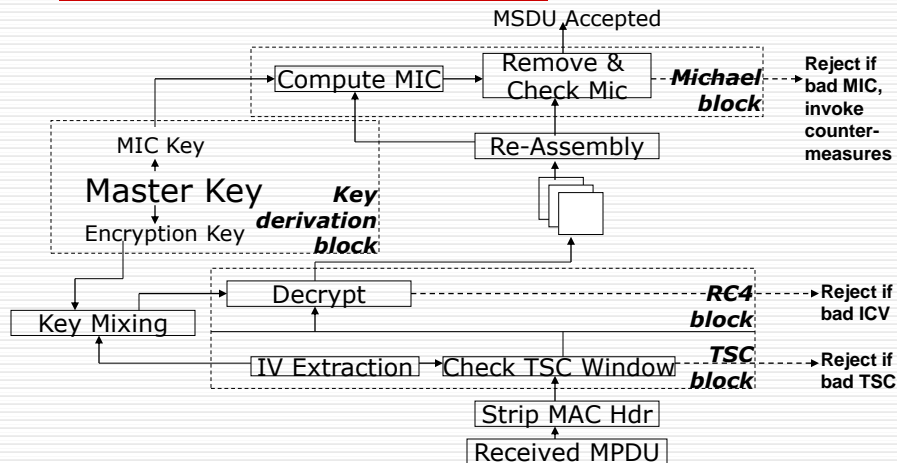 MSDU Accepted
Compute MIC
Remove &
Check Mic
Michael
block
Reject if
bad MIC,
invoke
counter-
measures
MIC Key
Re-Assembly
Master Key
Key
derivation
block
Encryption Key
Decrypt
RC4
block
Reject if
bad ICV
Key Mixing
IV Extraction
Check TSC Window
TSC
block
Reject if
bad TSC
Strip MAC Hdr
Received MPDU